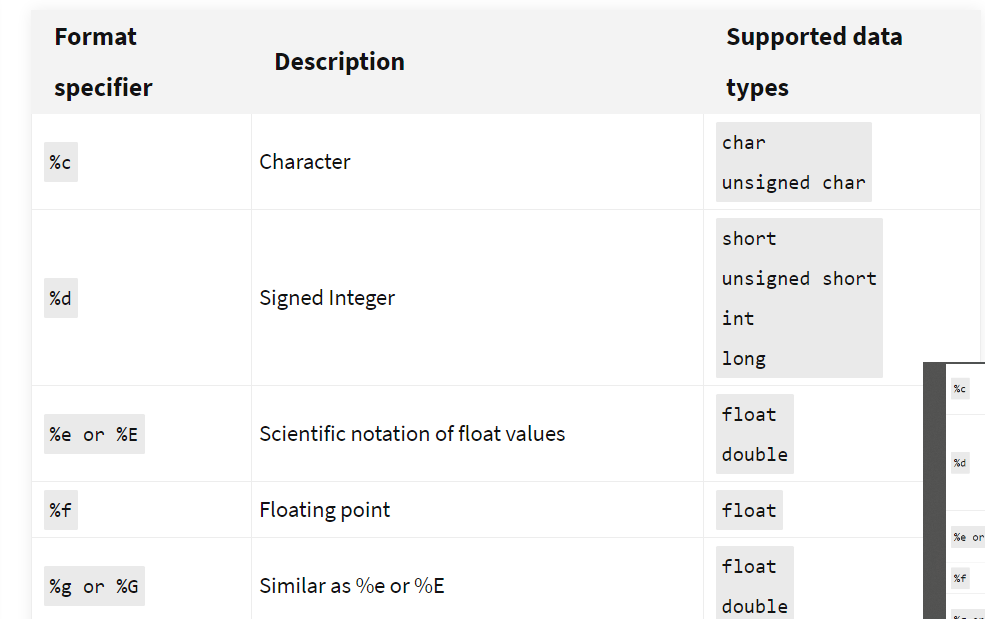 Format
specifier
Description
Supported data
types
%c
Character
char
unsigned char
%d
Signed Integer
short
unsigned short
int
long
%e or %E
Scientific notation of float values
float
double
%f
Floating point
float
%g or %G
Similar as %e or %E
float
double
%c
%d
%e or
%f